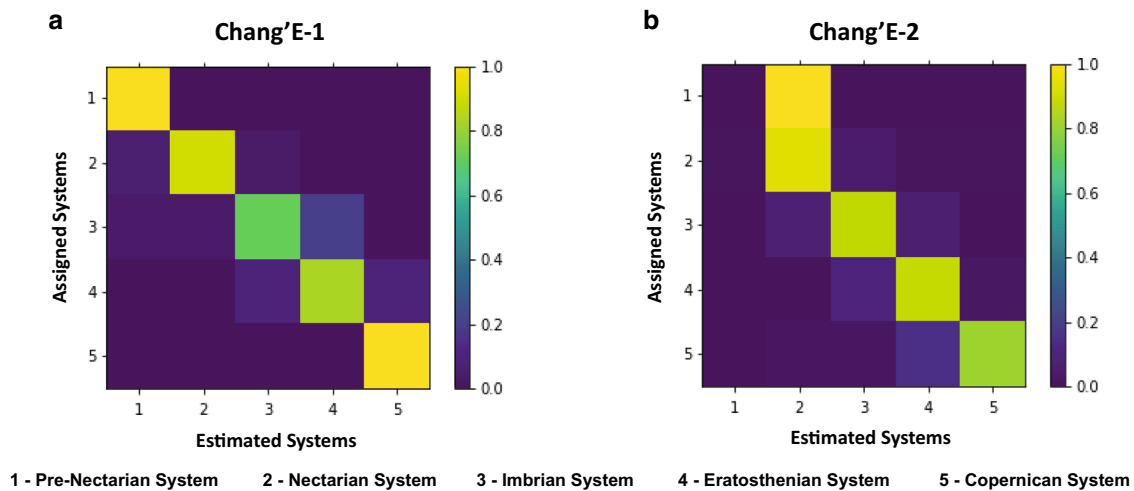 a
Chang'E-1
Assigned Systems
1
2
3
4
5
1 2 3 4 5
Estimated Systems
1.0
0.8
0.6
0.4
0.2
0.0
b
Chang'E-2
Assigned Systems
1
2
3
4
5
1 2 3 4 5
Estimated Systems
1.0
0.8
0.6
0.4
0.2
0.0
1 - Pre-Nectarian System 2 - Nectarian System 3 - Imbrian System 4 - Eratosthenian System 5 - Copernican System